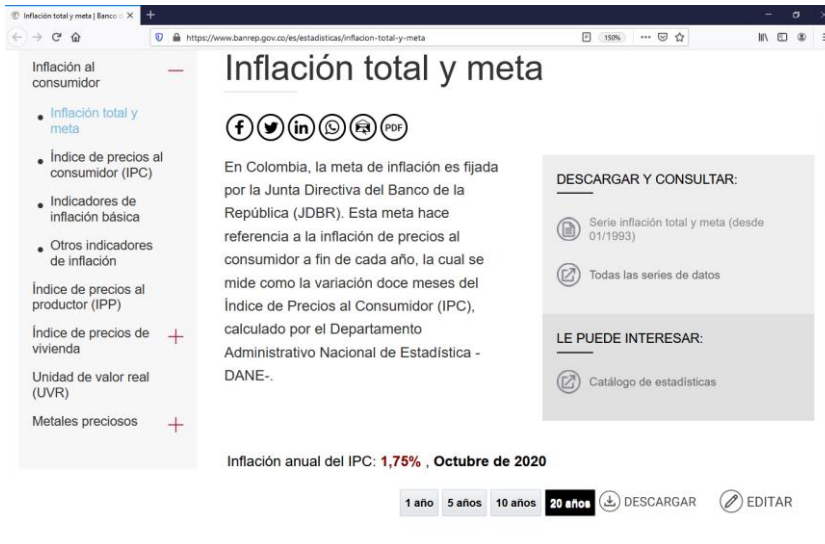 Inflación total y meta | Banco d
https://www.banrep.gov.co/es/estadisticas/inflacion-total-y-meta
150%
Inflación al
consumidor
Inflación total y
meta
Índice de precios al
consumidor (IPC)
Indicadores de
inflación básica
Otros indicadores
de inflación
Índice de precios al
productor (IPP)
Índice de precios de
vivienda
Unidad de valor real
(UVR)
Metales preciosos
Inflación total y meta
PDF
En Colombia, la meta de inflación es fijada
por la Junta Directiva del Banco de la
República (JDBR). Esta meta hace
referencia a la inflación de precios al
consumidor a fin de cada año, la cual se
mide como la variación doce meses del
Índice de Precios al Consumidor (IPC),
calculado por el Departamento
Administrativo Nacional de Estadística -
DANE-.
DESCARGAR Y CONSULTAR:
Serie inflación total y meta (desde
01/1993)
Todas las series de datos
LE PUEDE INTERESAR:
Catálogo de estadísticas
Inflación anual del IPC: 1,75% , Octubre de 2020
1 año 5 años 10 años 20 años DESCARGAR EDITAR